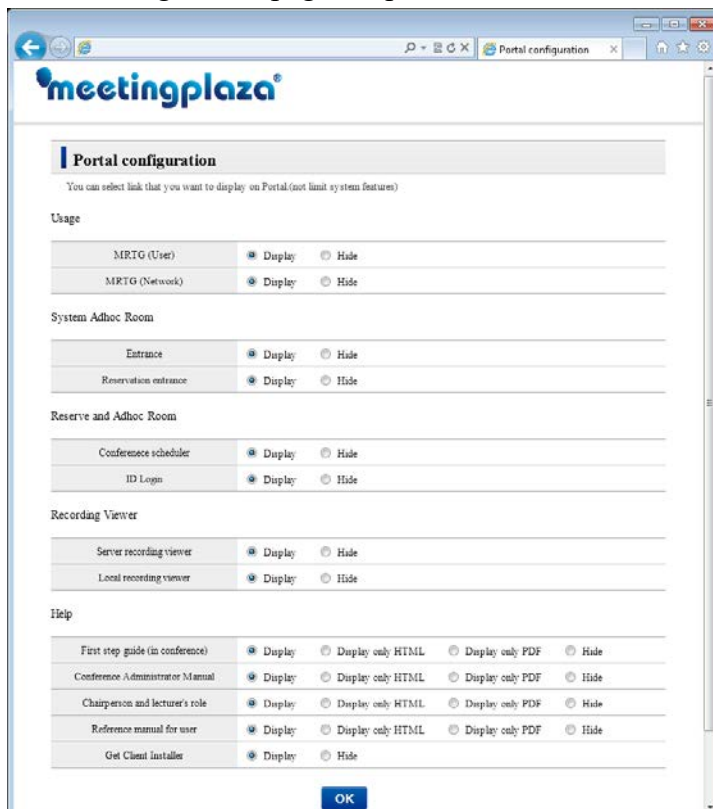 Portal configuration
meetingplaza®
Portal configuration
You can select link that you want to display on Portal.(not limit system features)
Usage
MRTG (User) Display Hide
MRTG (Network) Display Hide
System Adhoc Room
Entrance Display Hide
Reservation entrance Display Hide
Reserve and Adhoc Room
Conferenece scheduler Display Hide
ID Login Display Hide
Recording Viewer
Server recording viewer Display Hide
Local recording viewer Display Hide
Help
First step guide (in conference) Display Display only HTML Display only PDF Hide
Conference Administrator Manual Display Display only HTML Display only PDF Hide
Chairperson and lecturer's role Display Display only HTML Display only PDF Hide
Reference manual for user Display Display only HTML Display only PDF Hide
Get Client Installer Display Hide
OK